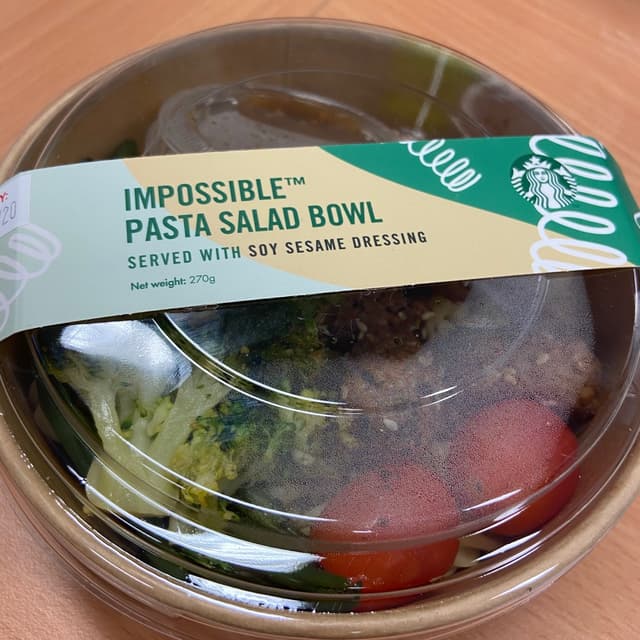 IMPOSSIBLE™
PASTA SALAD BOWL
SERVED WITH SOY SESAME DRESSING
Net weight: 270g